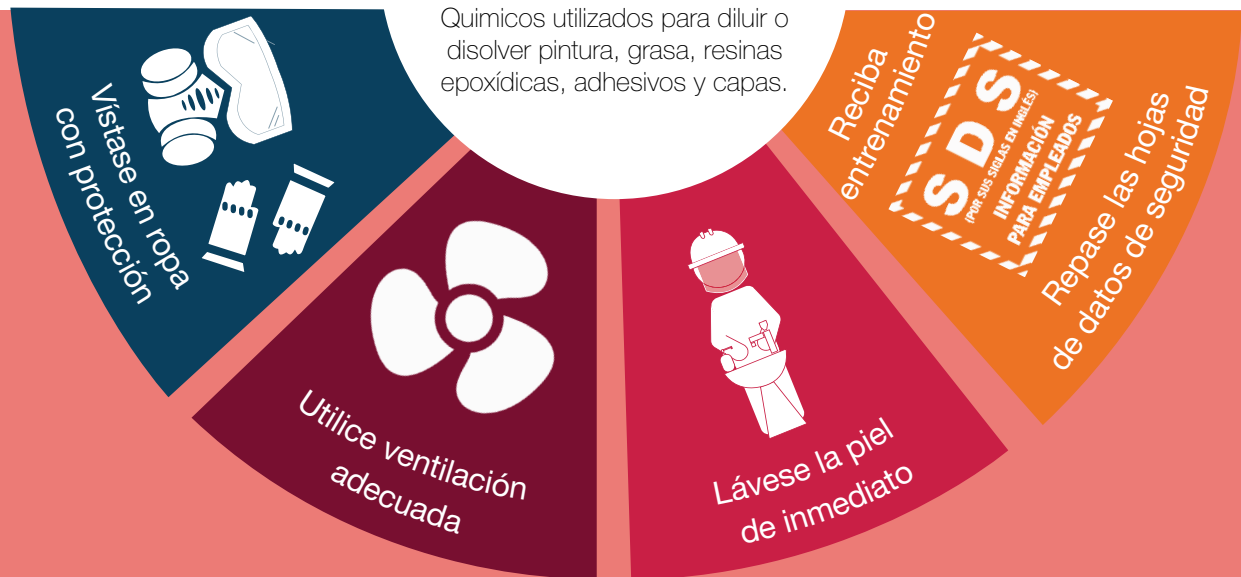 Quimicos utilizados para diluir o
disolver pintura, grasa, resinas
epoxídicas, adhesivos y capas.
Vístase en ropa
con protección
Utilice ventilación
adecuada
Lávese la piel
de inmediato
Reciba
entrenamiento
SDS
(POR SUS SIGLAS EN INGLÉS)
INFORMACIÓN
PARA EMPLEADOS
Repase las hojas
de datos de seguridad